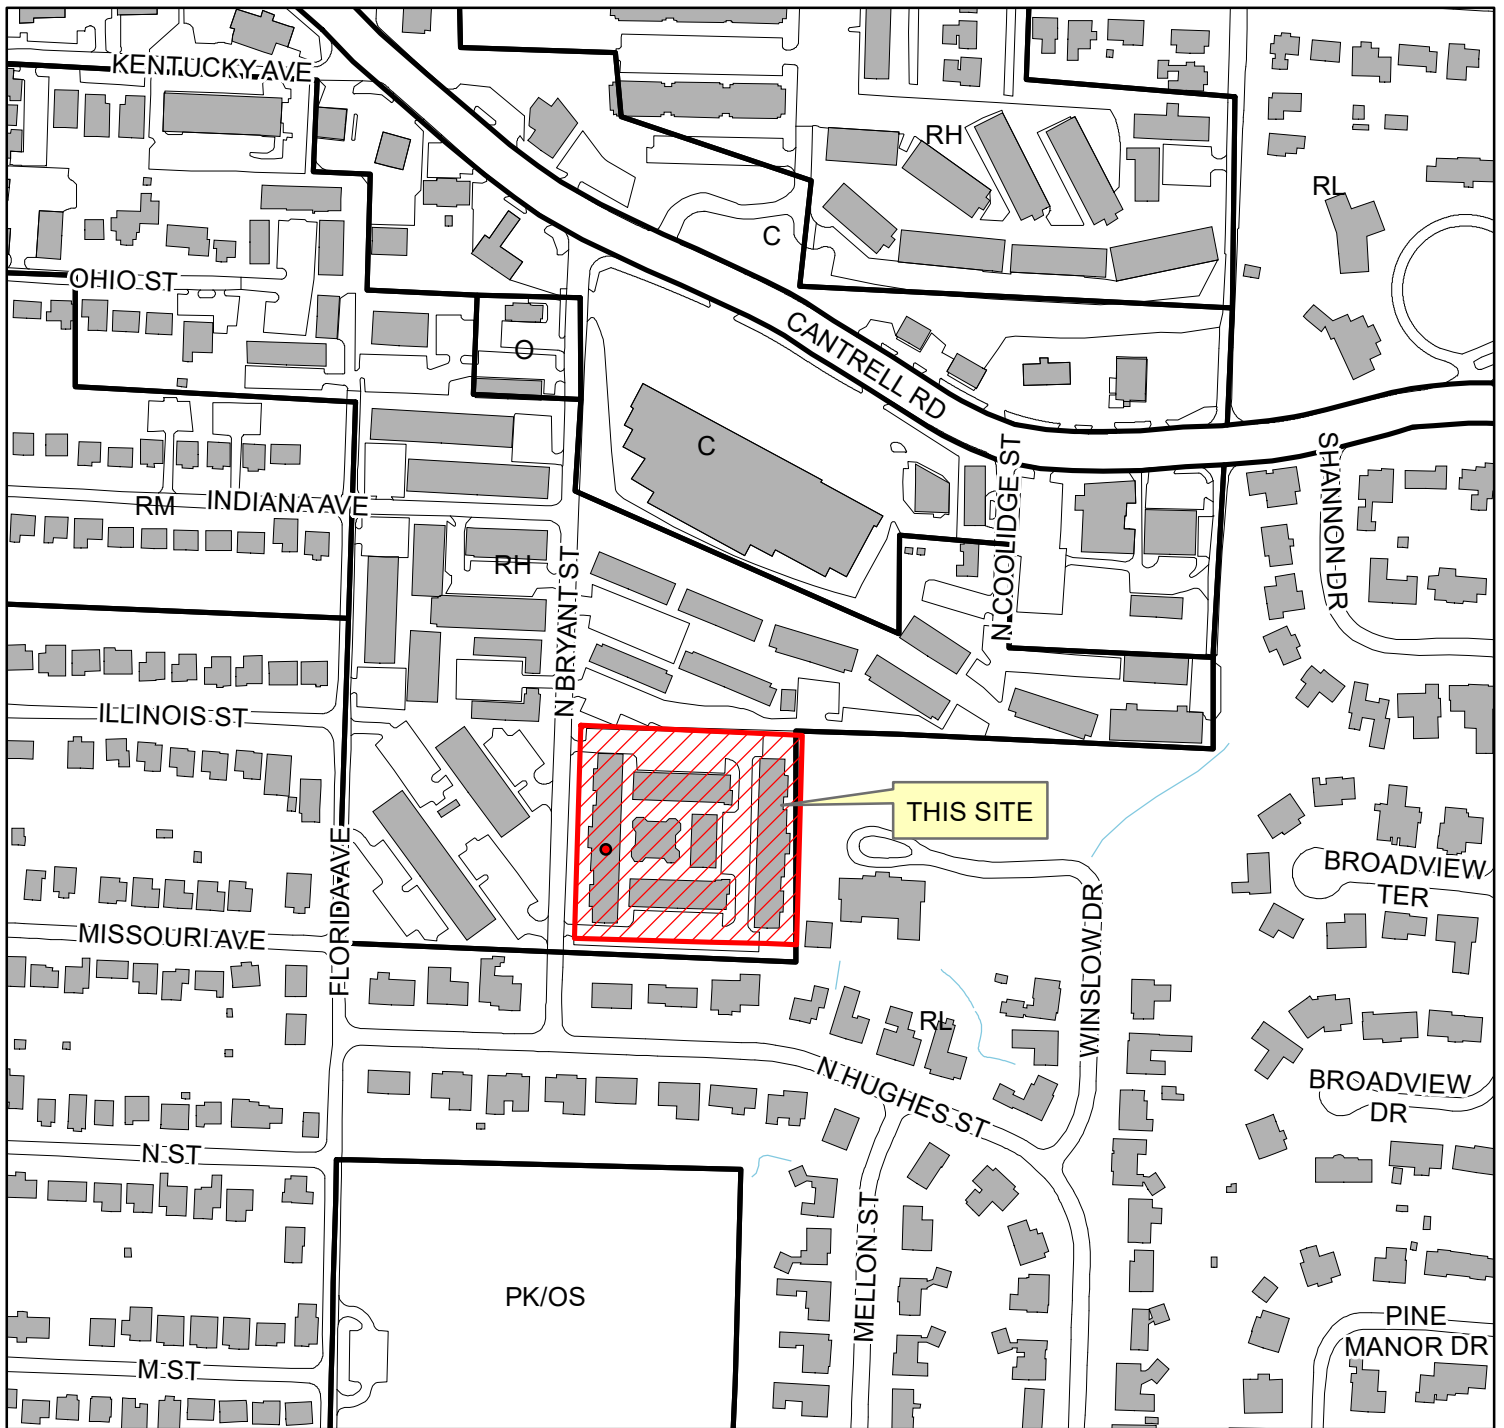 KENTUCKY AVE
RH
RL
C
OHIO ST
CANTRELL RD
O
C
N COOLIDGE ST
SHANNON DR
RM
INDIANA AVE
RH
N BRYANT ST
ILLINOIS ST
THIS SITE
FLORIDA AVE
BROADVIEW
TER
MISSOURI AVE
WINSLOW DR
RL
N HUGHES ST
BROADVIEW
DR
N ST
MELLON ST
PK/OS
PINE
MANOR DR
M ST